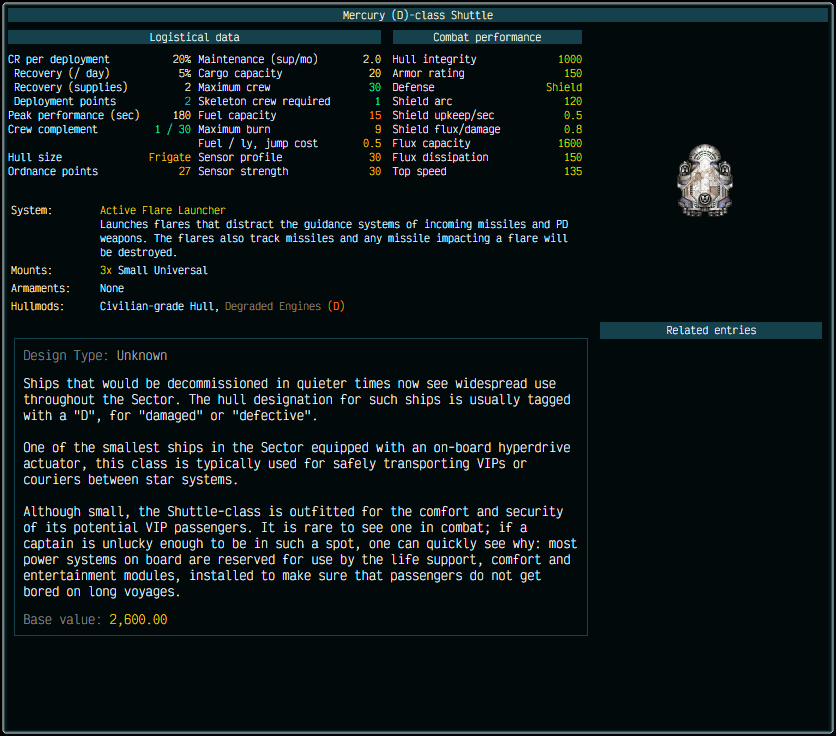 Mercury (D)-class Shuttle
Logistical data
CR per deployment 20% Maintenance (sup/mo) 2.0
Recovery (/ day) 5% Cargo capacity 20
Recovery (supplies) 2 Maximum crew 30
Deployment points 2 Skeleton crew required 1
Peak performance (sec) 180 Fuel capacity 15
Crew complement 1 / 30 Maximum burn 9
Fuel / ly, jump cost 0.5
Hull size Frigate Sensor profile 30
Ordnance points 27 Sensor strength 30
Combat performance
Hull integrity 1000
Armor rating 150
Defense Shield
Shield arc 120
Shield upkeep/sec 0.5
Shield flux/damage 0.8
Flux capacity 1600
Flux dissipation 150
Top speed 135
System: Active Flare Launcher
Launches flares that distract the guidance systems of incoming missiles and PD
weapons. The flares also track missiles and any missile impacting a flare will
be destroyed.
Mounts: 3x Small Universal
Armaments: None
Hullmods: Civilian-grade Hull, Degraded Engines (D)
Related entries
Design Type: Unknown
Ships that would be decommissioned in quieter times now see widespread use
throughout the Sector. The hull designation for such ships is usually tagged
with a "D", for "damaged" or "defective".
One of the smallest ships in the Sector equipped with an on-board hyperdrive
actuator, this class is typically used for safely transporting VIPs or
couriers between star systems.
Although small, the Shuttle-class is outfitted for the comfort and security
of its potential VIP passengers. It is rare to see one in combat; if a
captain is unlucky enough to be in such a spot, one can quickly see why: most
power systems on board are reserved for use by the life support, comfort and
entertainment modules, installed to make sure that passengers do not get
bored on long voyages.
Base value: 2,600.00